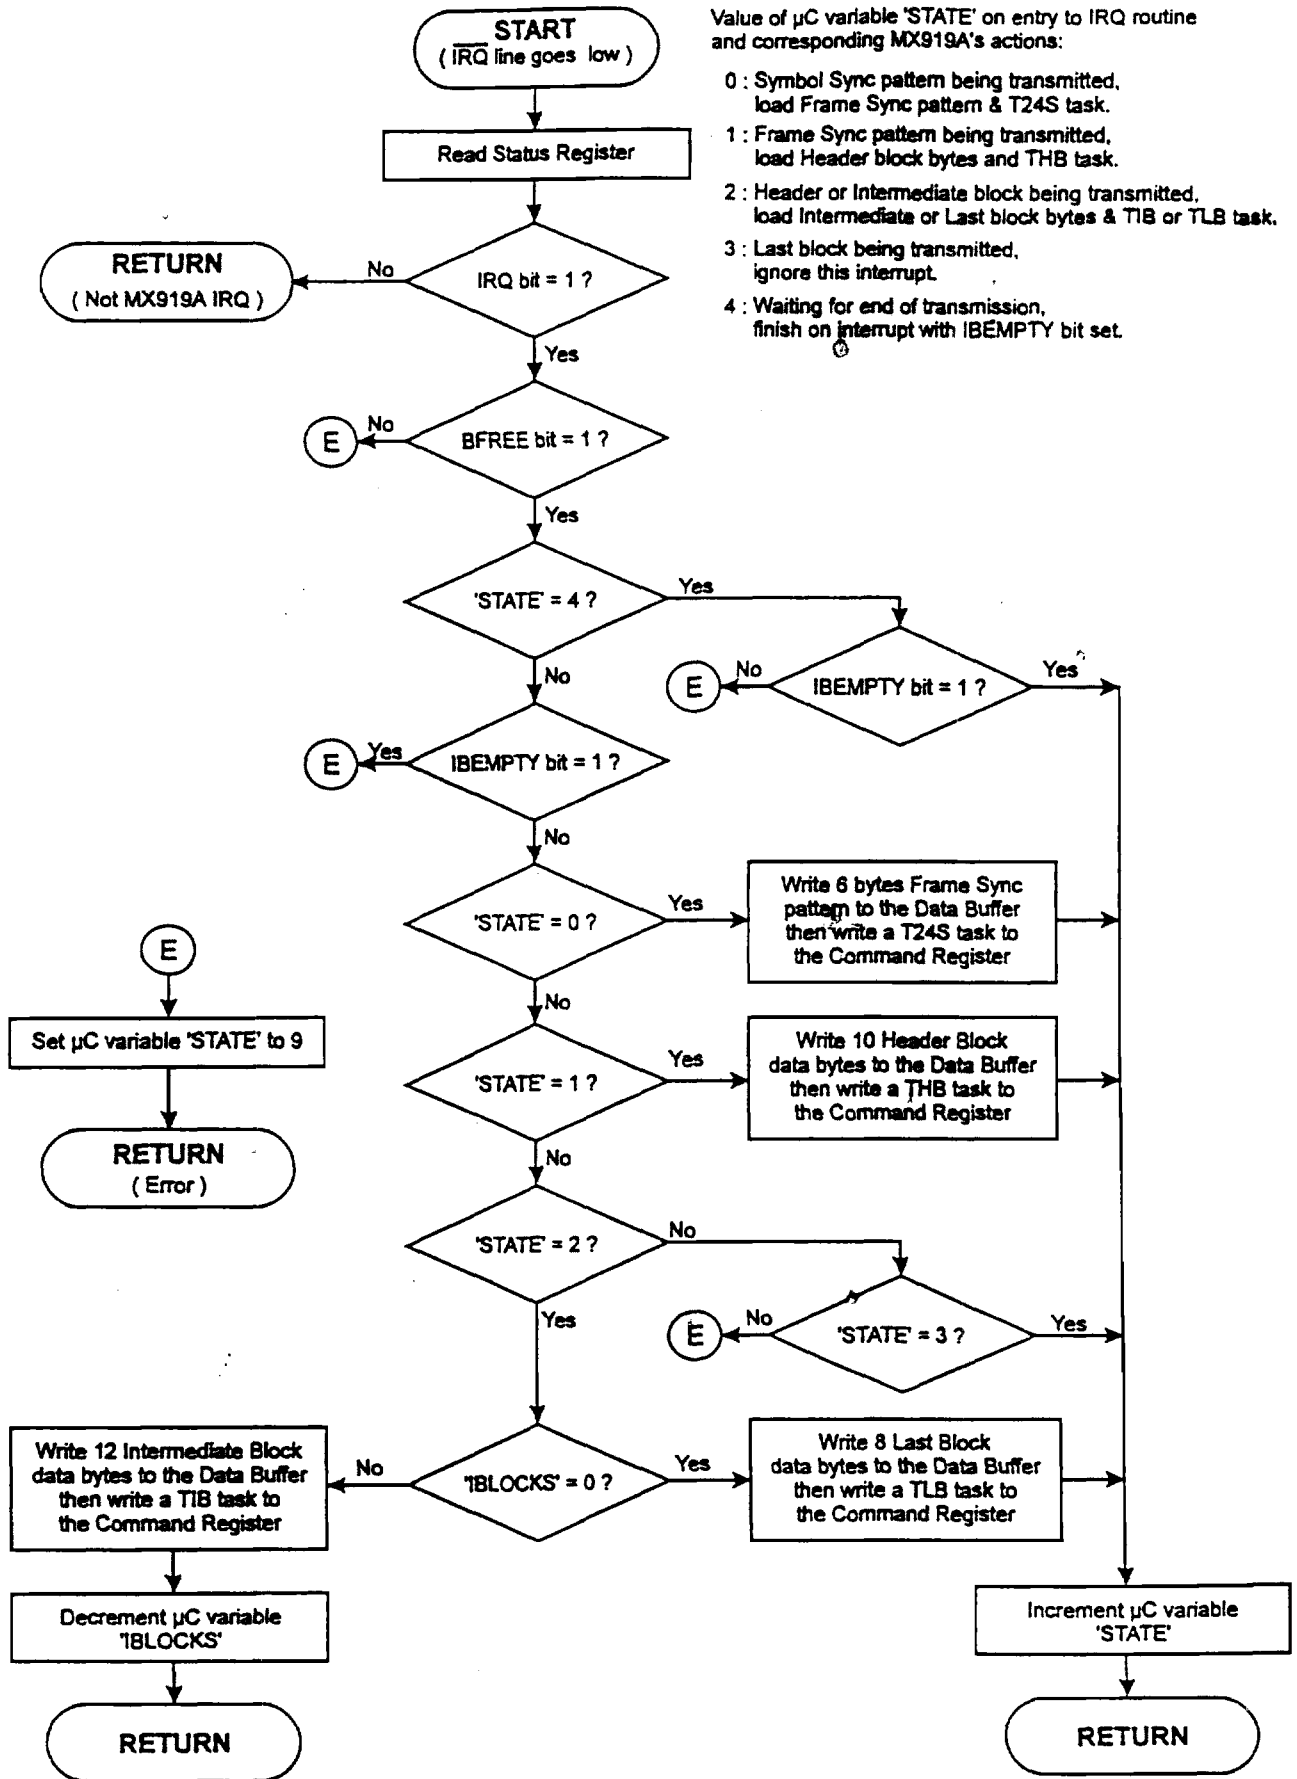 START
( IRQ line goes low )
Value of µC variable 'STATE' on entry to IRQ routine
and corresponding MX919A's actions:
0 : Symbol Sync pattern being transmitted,
load Frame Sync pattern & T24S task.
1 : Frame Sync pattern being transmitted,
load Header block bytes and THB task.
2 : Header or Intermediate block being transmitted,
load Intermediate or Last block bytes & TIB or TLB task.
3 : Last block being transmitted,
ignore this interrupt.
4 : Waiting for end of transmission,
finish on interrupt with IBEMPTY bit set.
Read Status Register
RETURN
( Not MX919A IRQ )
No
IRQ bit = 1 ?
Yes
E
No
BFREE bit = 1 ?
Yes
'STATE' = 4 ?
Yes
No
E
No
IBEMPTY bit = 1 ?
Yes
E
Yes
IBEMPTY bit = 1 ?
No
'STATE' = 0 ?
Yes
Write 6 bytes Frame Sync
pattern to the Data Buffer
then write a T24S task to
the Command Register
No
E
Set µC variable 'STATE' to 9
RETURN
( Error )
'STATE' = 1 ?
Yes
Write 10 Header Block
data bytes to the Data Buffer
then write a THB task to
the Command Register
No
'STATE' = 2 ?
No
Yes
E
No
'STATE' = 3 ?
Yes
Write 12 Intermediate Block
data bytes to the Data Buffer
then write a TIB task to
the Command Register
No
'IBLOCKS' = 0 ?
Yes
Write 8 Last Block
data bytes to the Data Buffer
then write a TLB task to
the Command Register
Decrement µC variable
'IBLOCKS'
RETURN
Increment µC variable
'STATE'
RETURN